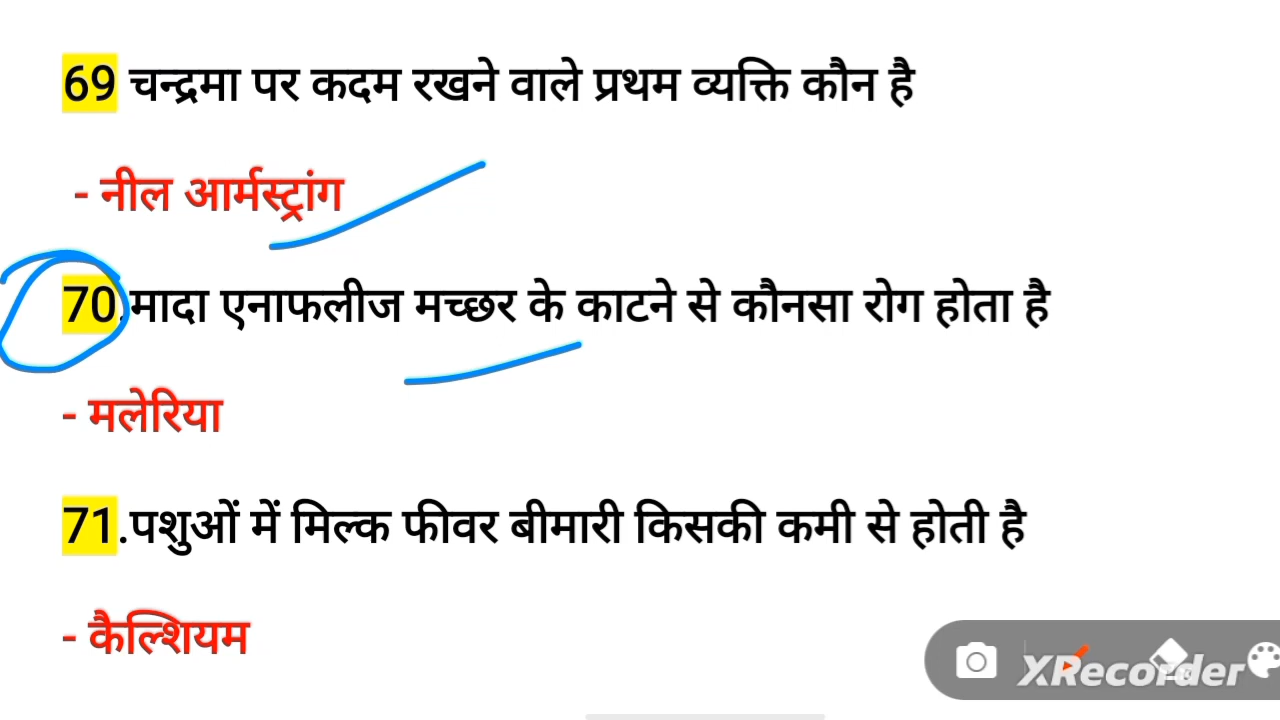 69 चन्द्रमा पर कदम रखने वाले प्रथम व्यक्ति कौन है
- नील आर्मस्ट्रांग
70.मादा एनाफलीज मच्छर के काटने से कौनसा रोग होता है
- मलेरिया
71.पशुओं में मिल्क फीवर बीमारी किसकी कमी से होती है
- कैल्शियम
XRecorder